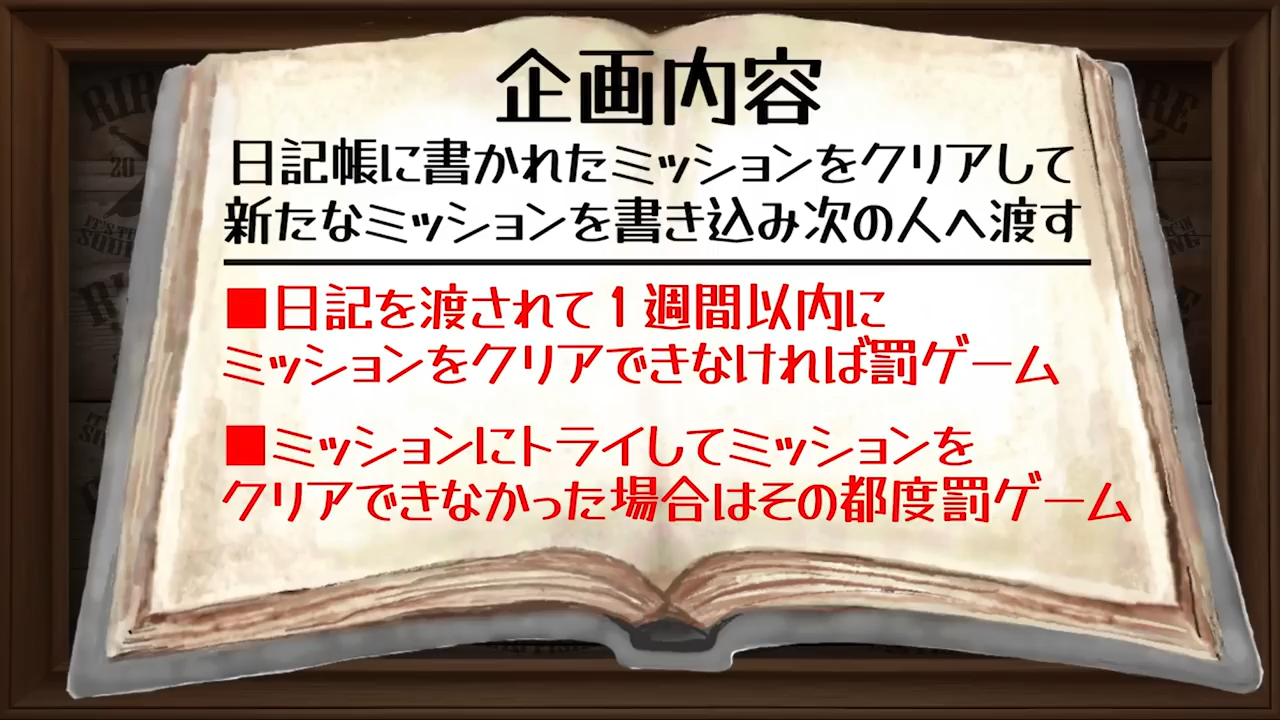 企画内容
日記帳に書かれたミッションをクリアして
新たなミッションを書き込み次の人へ渡す
■日記を渡されて1週間以内に
ミッションをクリアできなければ罰ゲーム
■ミッションにトライしてミッションを
クリアできなかった場合はその都度罰ゲーム